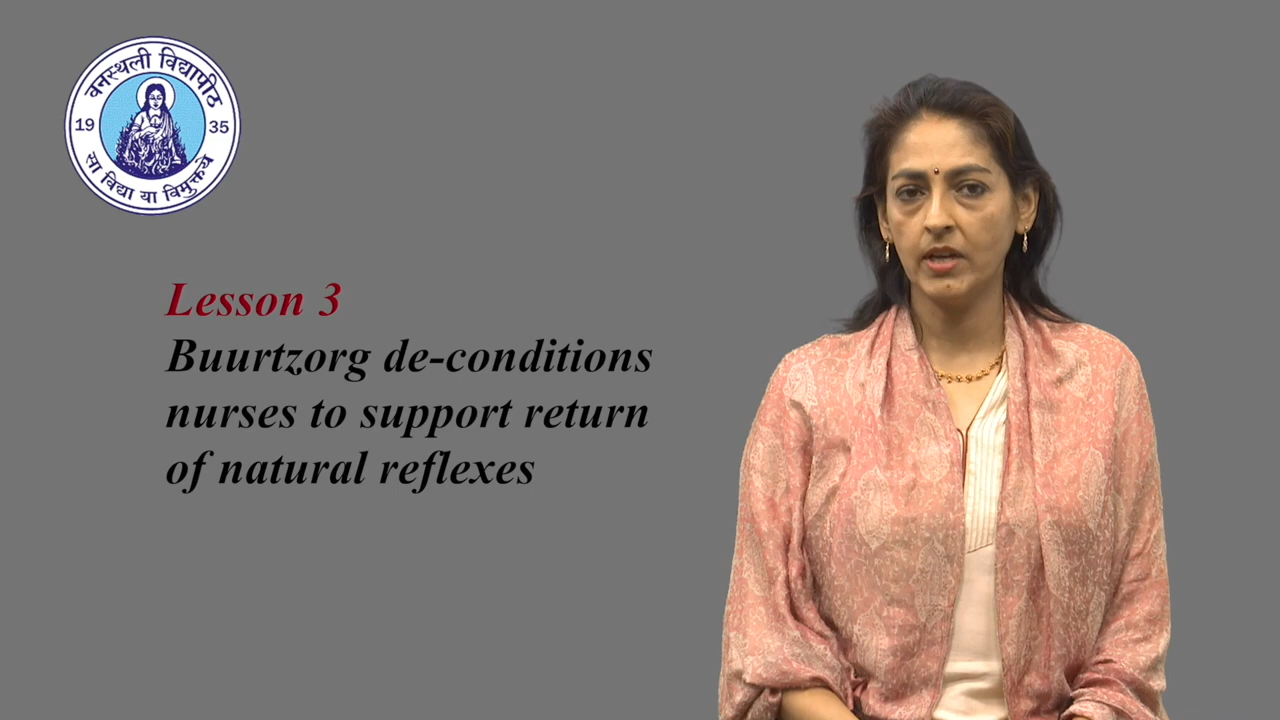 वनस्थली विद्यापीठ
19 35
सा विद्या या विमुक्तये
Lesson 3
Buurtzorg de-conditions
nurses to support return
of natural reflexes